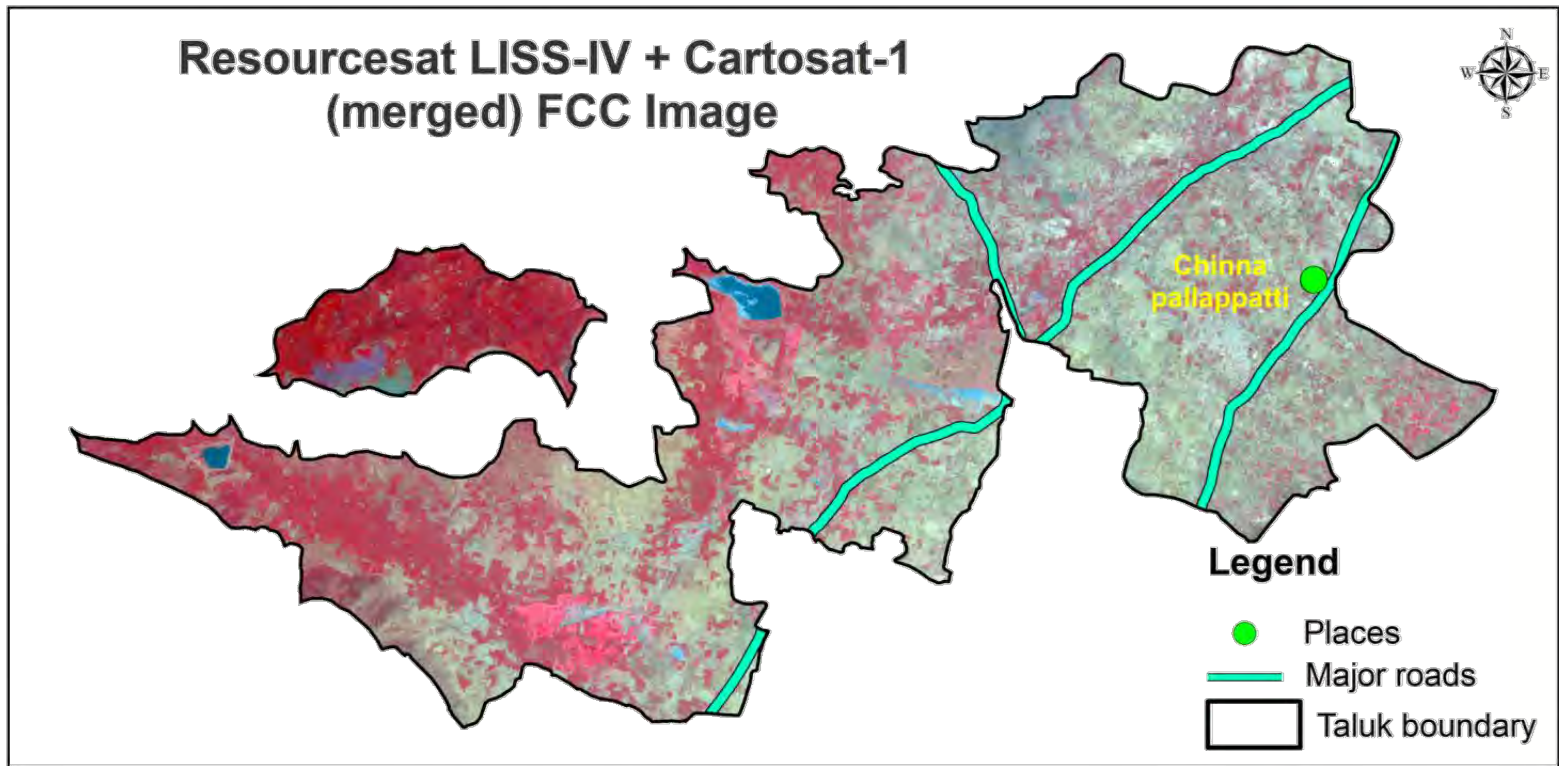 Resourcesat LISS-IV + Cartosat-1
(merged) FCC Image
N
W E
S
Chinna
pallappatti
Legend
Places
Major roads
Taluk boundary